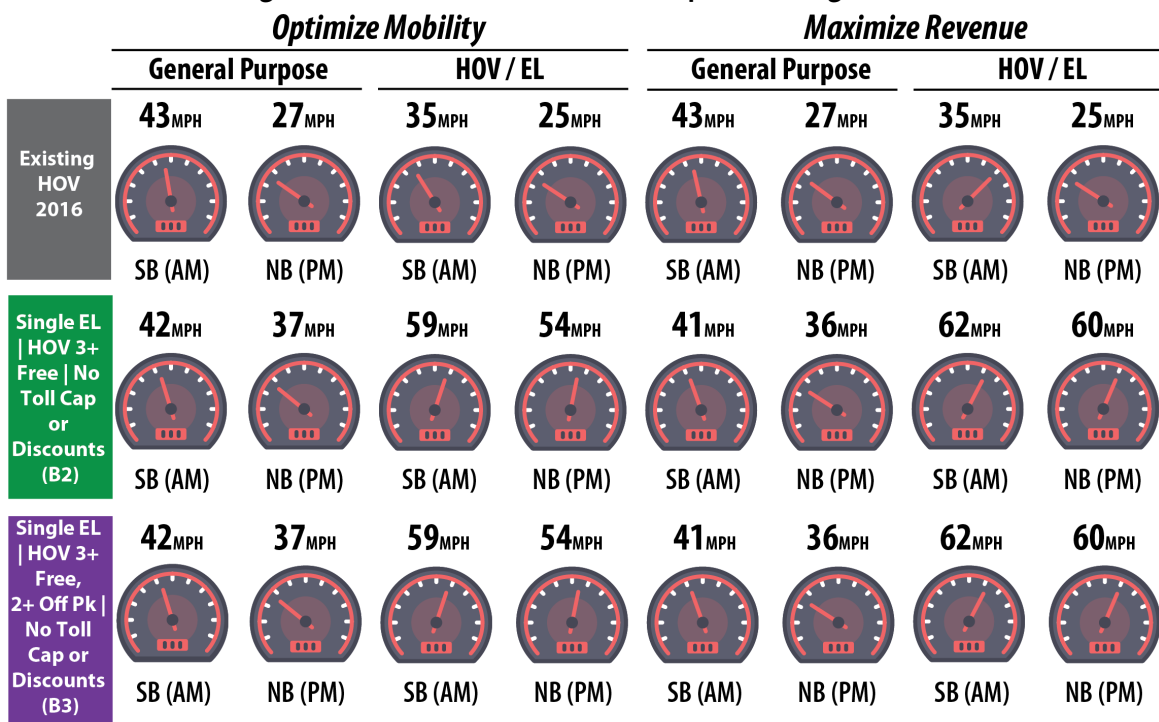 Optimize Mobility Maximize Revenue
General Purpose HOV / EL General Purpose HOV / EL
43MPH 27MPH 35MPH 25MPH 43MPH 27MPH 35MPH 25MPH
Existing
HOV
2016
SB (AM) NB (PM) SB (AM) NB (PM) SB (AM) NB (PM) SB (AM) NB (PM)
Single EL
| HOV 3+
Free | No
Toll Cap
or
Discounts
(B2)
42MPH 37MPH 59MPH 54MPH 41MPH 36MPH 62MPH 60MPH
SB (AM) NB (PM) SB (AM) NB (PM) SB (AM) NB (PM) SB (AM) NB (PM)
Single EL
| HOV 3+
Free,
2+ Off Pk |
No Toll
Cap or
Discounts
(B3)
42MPH 37MPH 59MPH 54MPH 41MPH 36MPH 62MPH 60MPH
SB (AM) NB (PM) SB (AM) NB (PM) SB (AM) NB (PM) SB (AM) NB (PM)